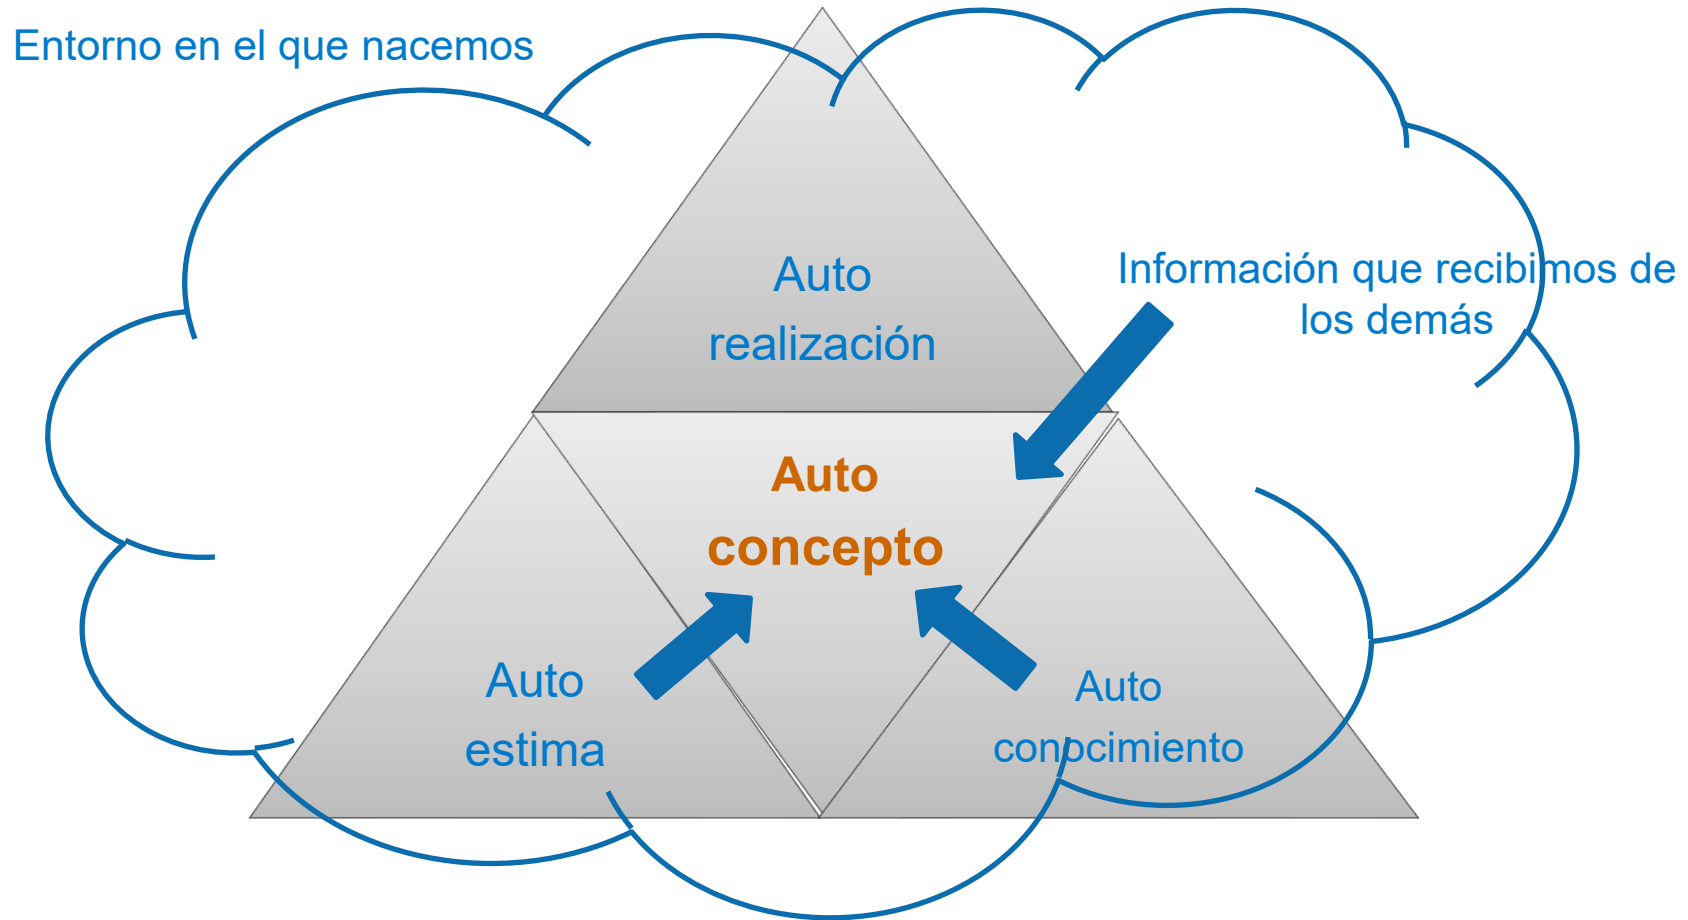 Entorno en el que nacemos
Auto
realización
Información que recibimos de
los demás
Auto
concepto
Auto
estima
Auto
conocimiento